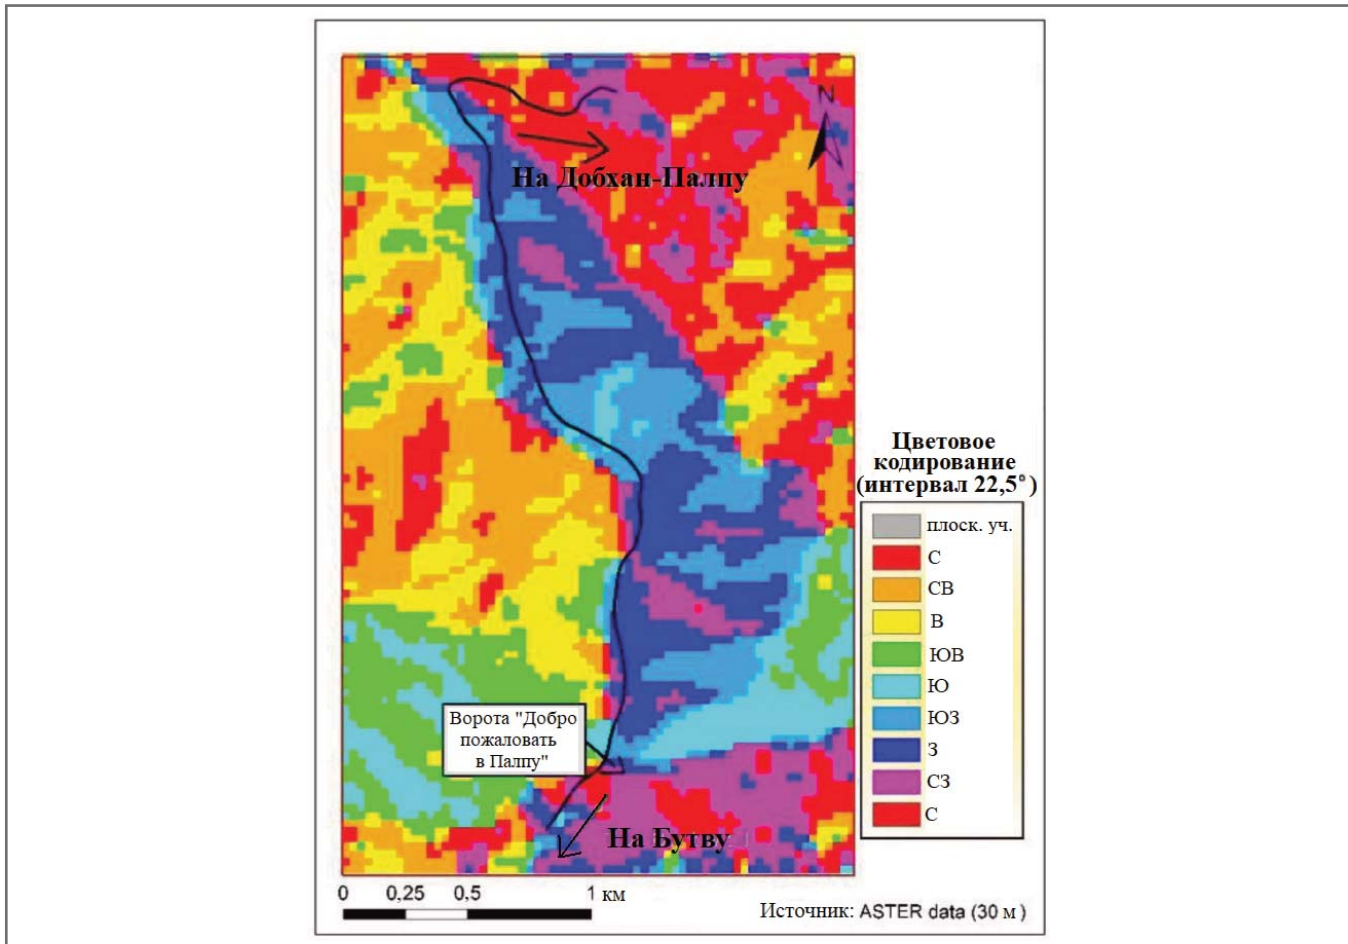 N
На Добхан-Палпу
Цветовое
кодирование
(интервал 22,5°)
плоск. уч.
С
СВ
В
ЮВ
Ю
ЮЗ
З
СЗ
С
Ворота "Добро
пожаловать
в Палпу"
На Бутву
0 0,25 0,5 1 км
Источник: ASTER data (30 м)